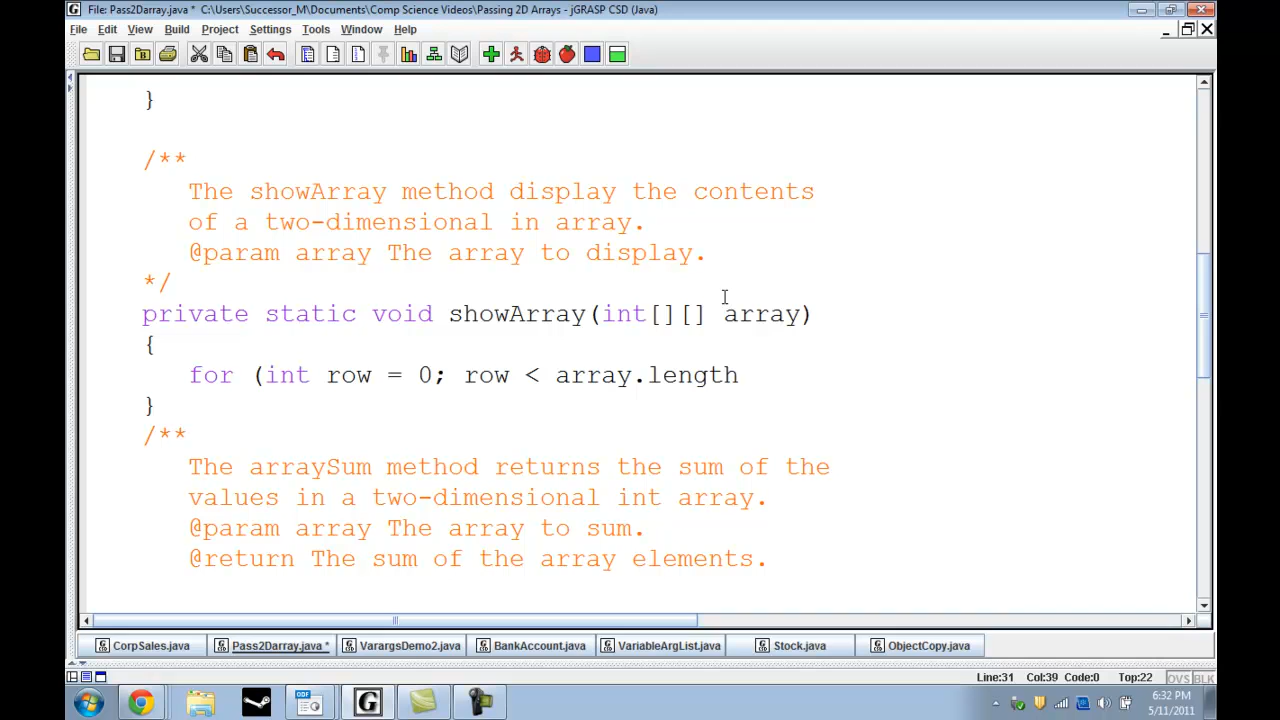 File: Pass2Darray.java * C:\Users\Successor_M\Documents\Comp Science Videos\Passing 2D Arrays - jGRASP CSD (Java)
File Edit View Build Project Settings Tools Window Help
}
/**
The showArray method display the contents
of a two-dimensional in array.
@param array The array to display.
*/
private static void showArray(int[][] array)
{
for (int row = 0; row < array.length
}
/**
The arraySum method returns the sum of the
values in a two-dimensional int array.
@param array The array to sum.
@return The sum of the array elements.
CorpSales.java Pass2Darray.java * VarargsDemo2.java BankAccount.java VariableArgList.java Stock.java ObjectCopy.java
Line:31 Col:39 Code:0 Top:22 OVS BLK
6:32 PM
5/11/2011